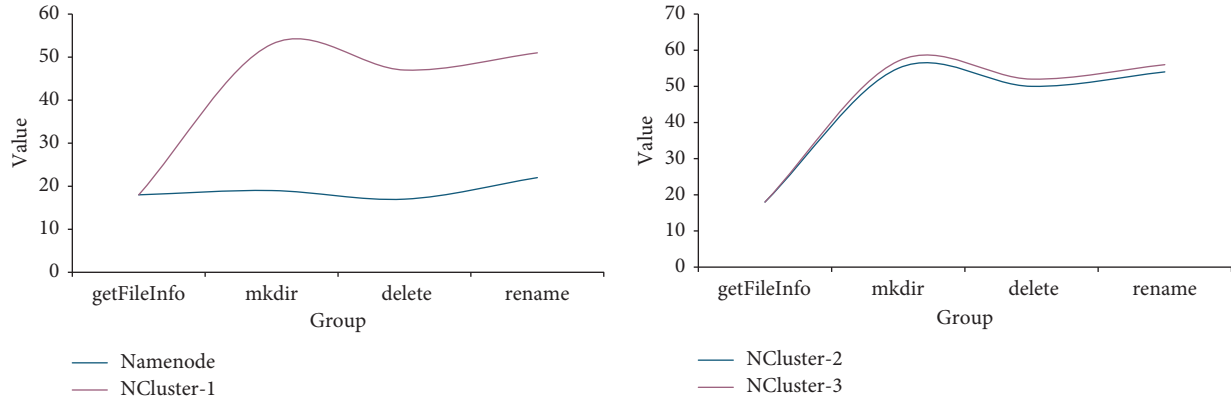 60
50
40
30
20
10
0
Value
getFileInfo mkdir delete rename
Group
Namenode
NCluster-1
70
60
50
40
30
20
10
0
Value
getFileInfo mkdir delete rename
Group
NCluster-2
NCluster-3